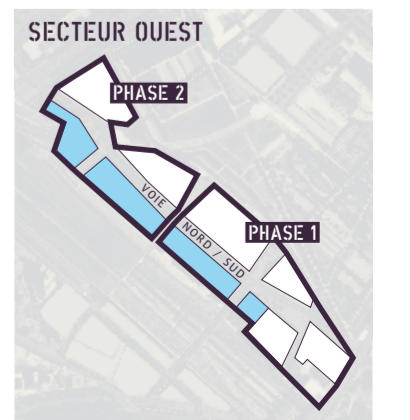 SECTEUR OUEST
PHASE 2
VOIE
NORD / SUD
PHASE 1